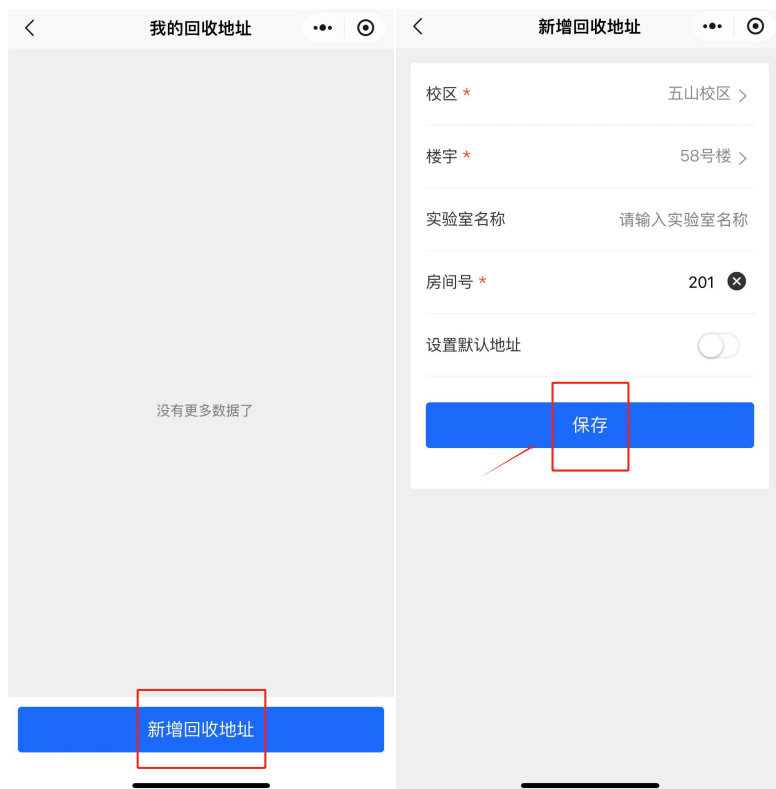 我的回收地址
没有更多数据了
新增回收地址
新增回收地址
校区 * 五山校区
楼宇 * 58号楼
实验室名称 请输入实验室名称
房间号 * 201
设置默认地址
保存